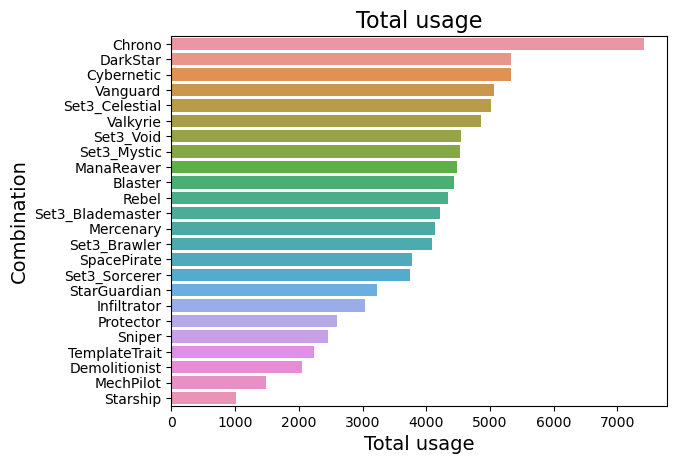 Total usage
Combination
Chrono
DarkStar
Cybernetic
Vanguard
Set3_Celestial
Valkyrie
Set3_Void
Set3_Mystic
ManaReaver
Blaster
Rebel
Set3_Blademaster
Mercenary
Set3_Brawler
SpacePirate
Set3_Sorcerer
StarGuardian
Infiltrator
Protector
Sniper
TemplateTrait
Demolitionist
MechPilot
Starship
0 1000 2000 3000 4000 5000 6000 7000
Total usage